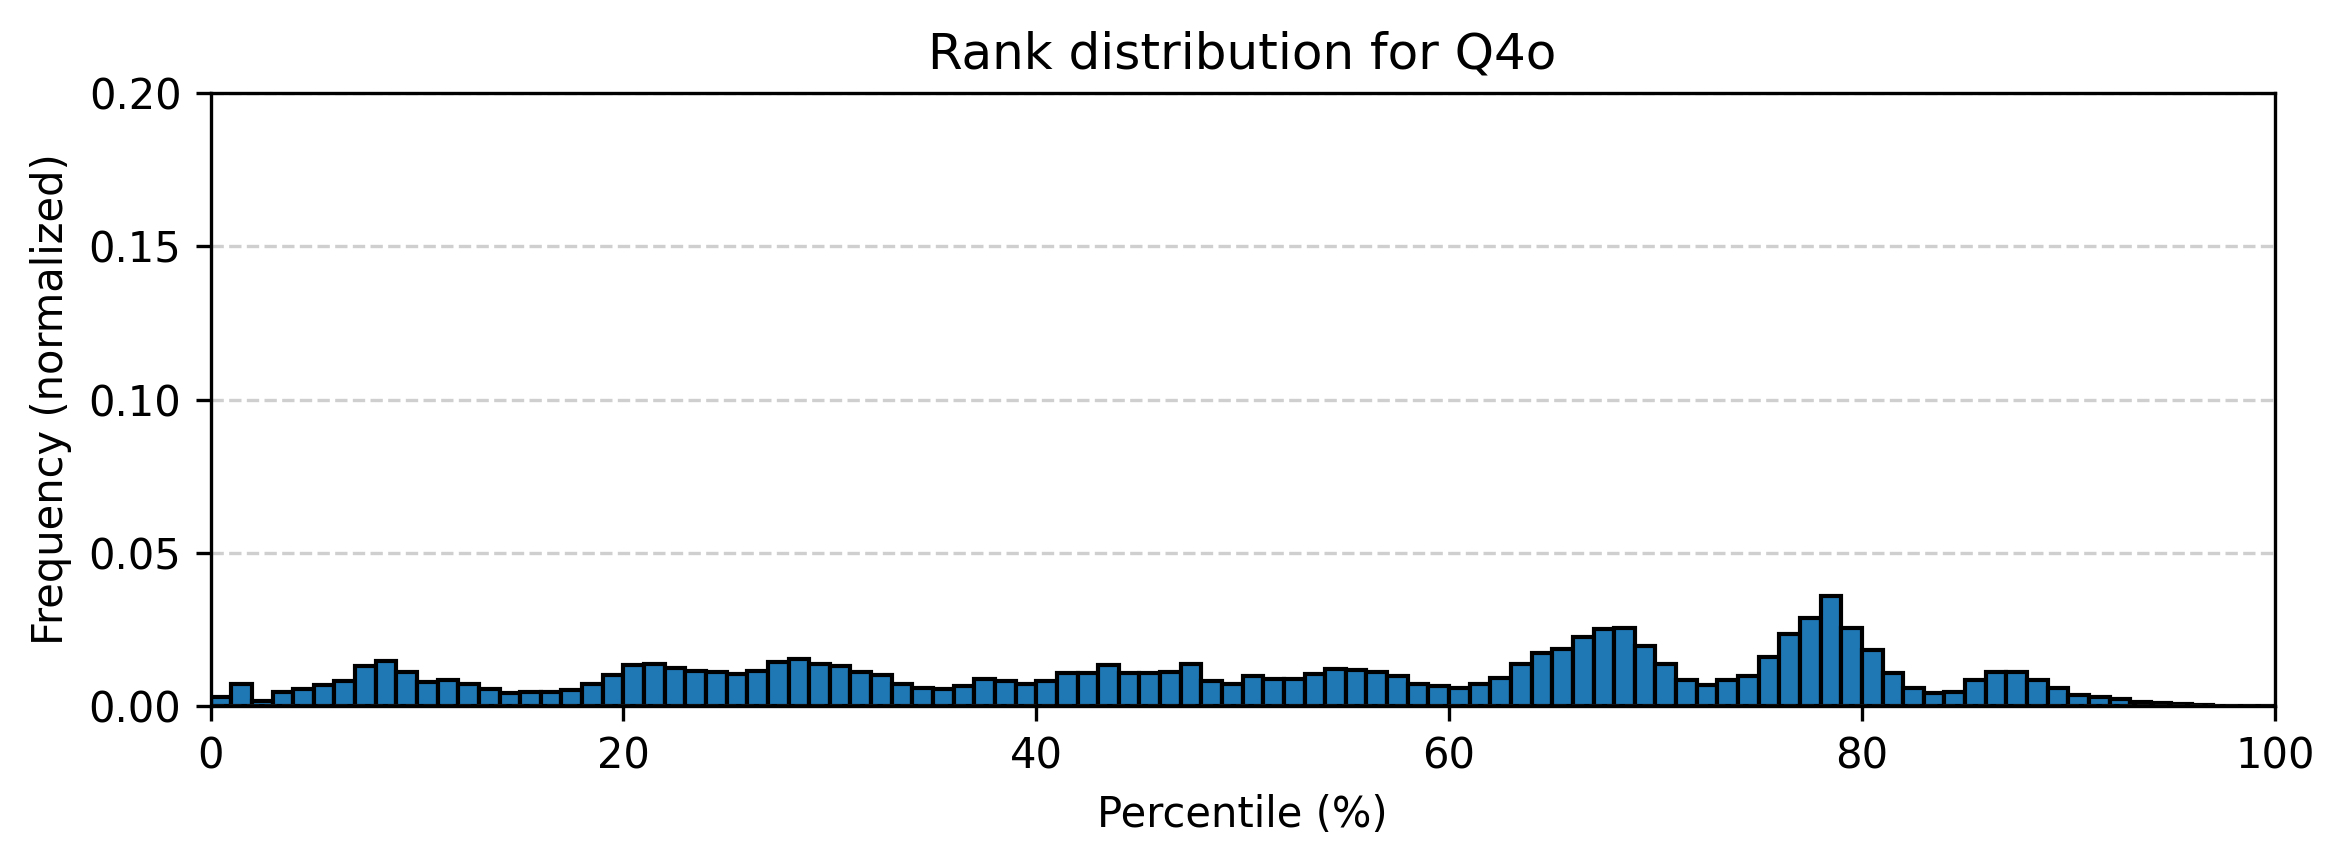 Rank distribution for Q4o
0.20
0.15
0.10
0.05
0.00
Frequency (normalized)
0 20 40 60 80 100
Percentile (%)